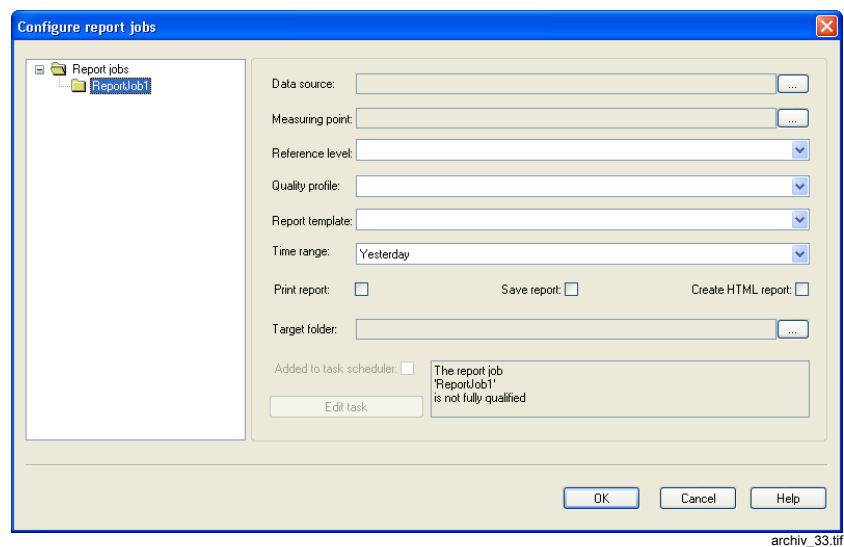 Configure report jobs
Report jobs
ReportJob1
Data source:
...
Measuring point:
...
Reference level:
Quality profile:
Report template:
Time range:
Yesterday
Print report:
Save report:
Create HTML report:
Target folder:
...
Added to task scheduler:
Edit task
The report job
'ReportJob1'
is not fully qualified
OK
Cancel
Help
archiv_33.tif